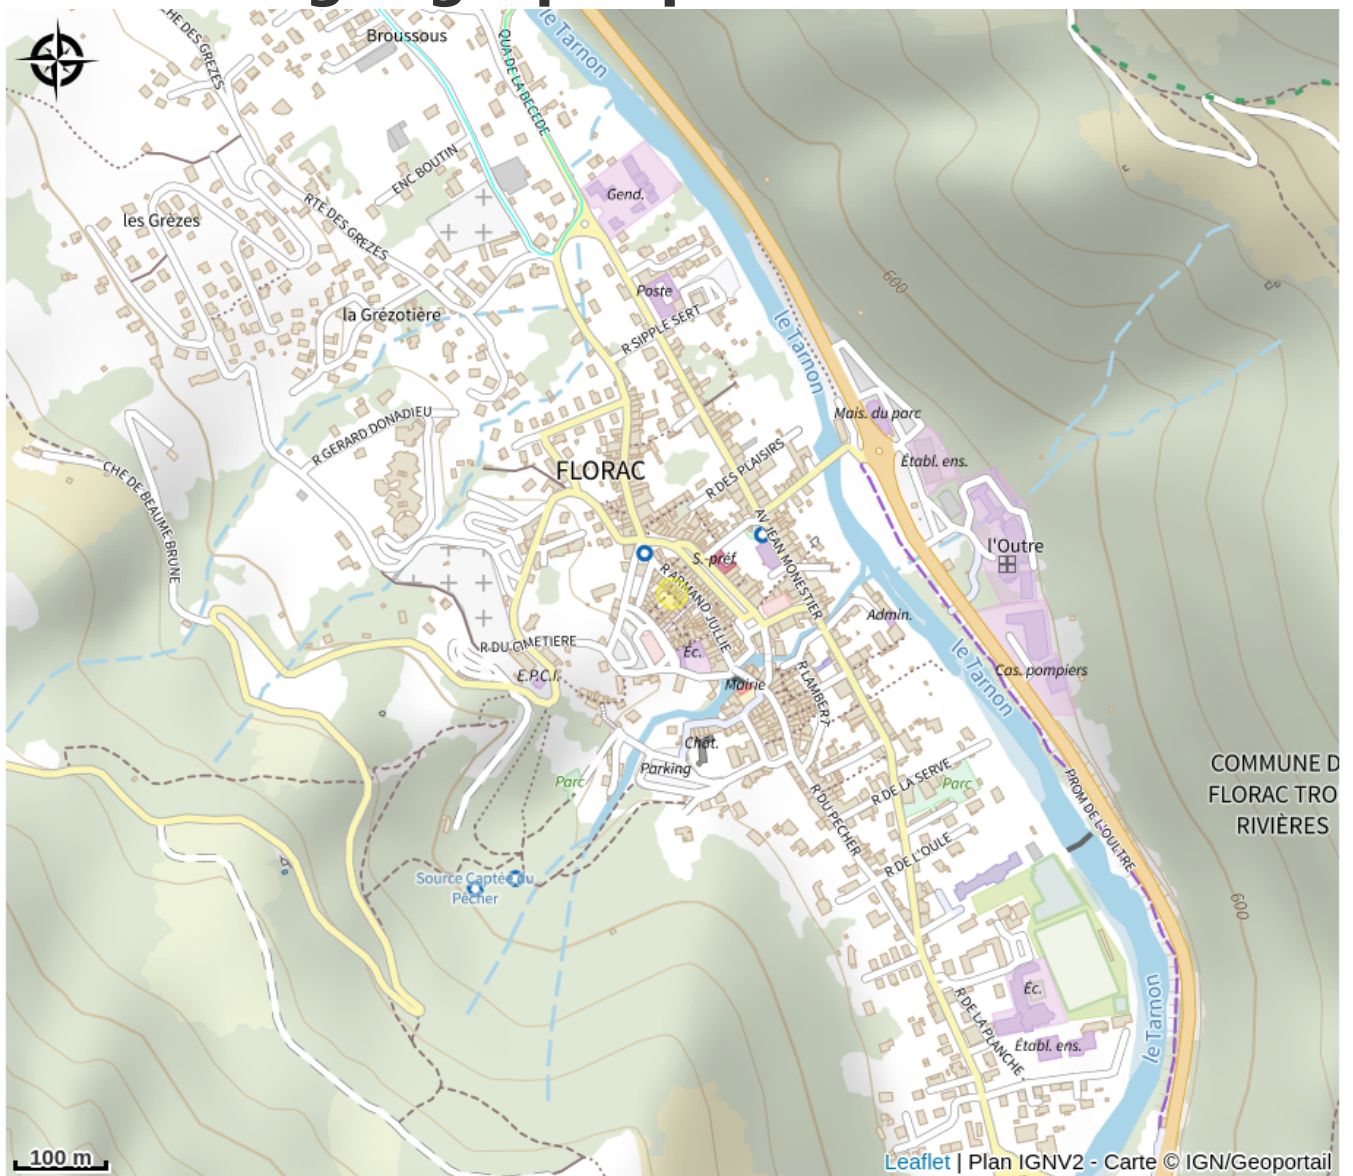 Broussous
CHE DES GREZES
QUA DE LA BECEDE
le Tarnon
ENC BOUTIN
Gend.
les Grèzes
RTE DES GREZES
Poste
la Grézotière
R SIPPLE SERT
600
le Tarnon
R GERARD DONADIEU
Mais. du parc
Établ. ens.
FLORAC
R DES PLAISIRS
CHE DE BEAUME BRUNE
AV JEAN MONESTIER
S.-préf
l'Outre
R ARMAND JULLIE
Admin.
R DU CIMETIERE
Éc.
le Tarnon
Cas. pompiers
E.P.C.I.
Mairie
R LAMBERT
Chât.
Parking
Parc
R DE LA SERVE
Parc
PROM DE L'OULTRE
COMMUNE D
FLORAC TRO
RIVIÈRES
R DU PECHER
R DE L'OULE
Source Captée du
Pêcher
600
Éc.
R DE LA PLANCHE
Établ. ens.
le Tarnon
100 m
Leaflet | Plan IGNV2 - Carte © IGN/Geoportail